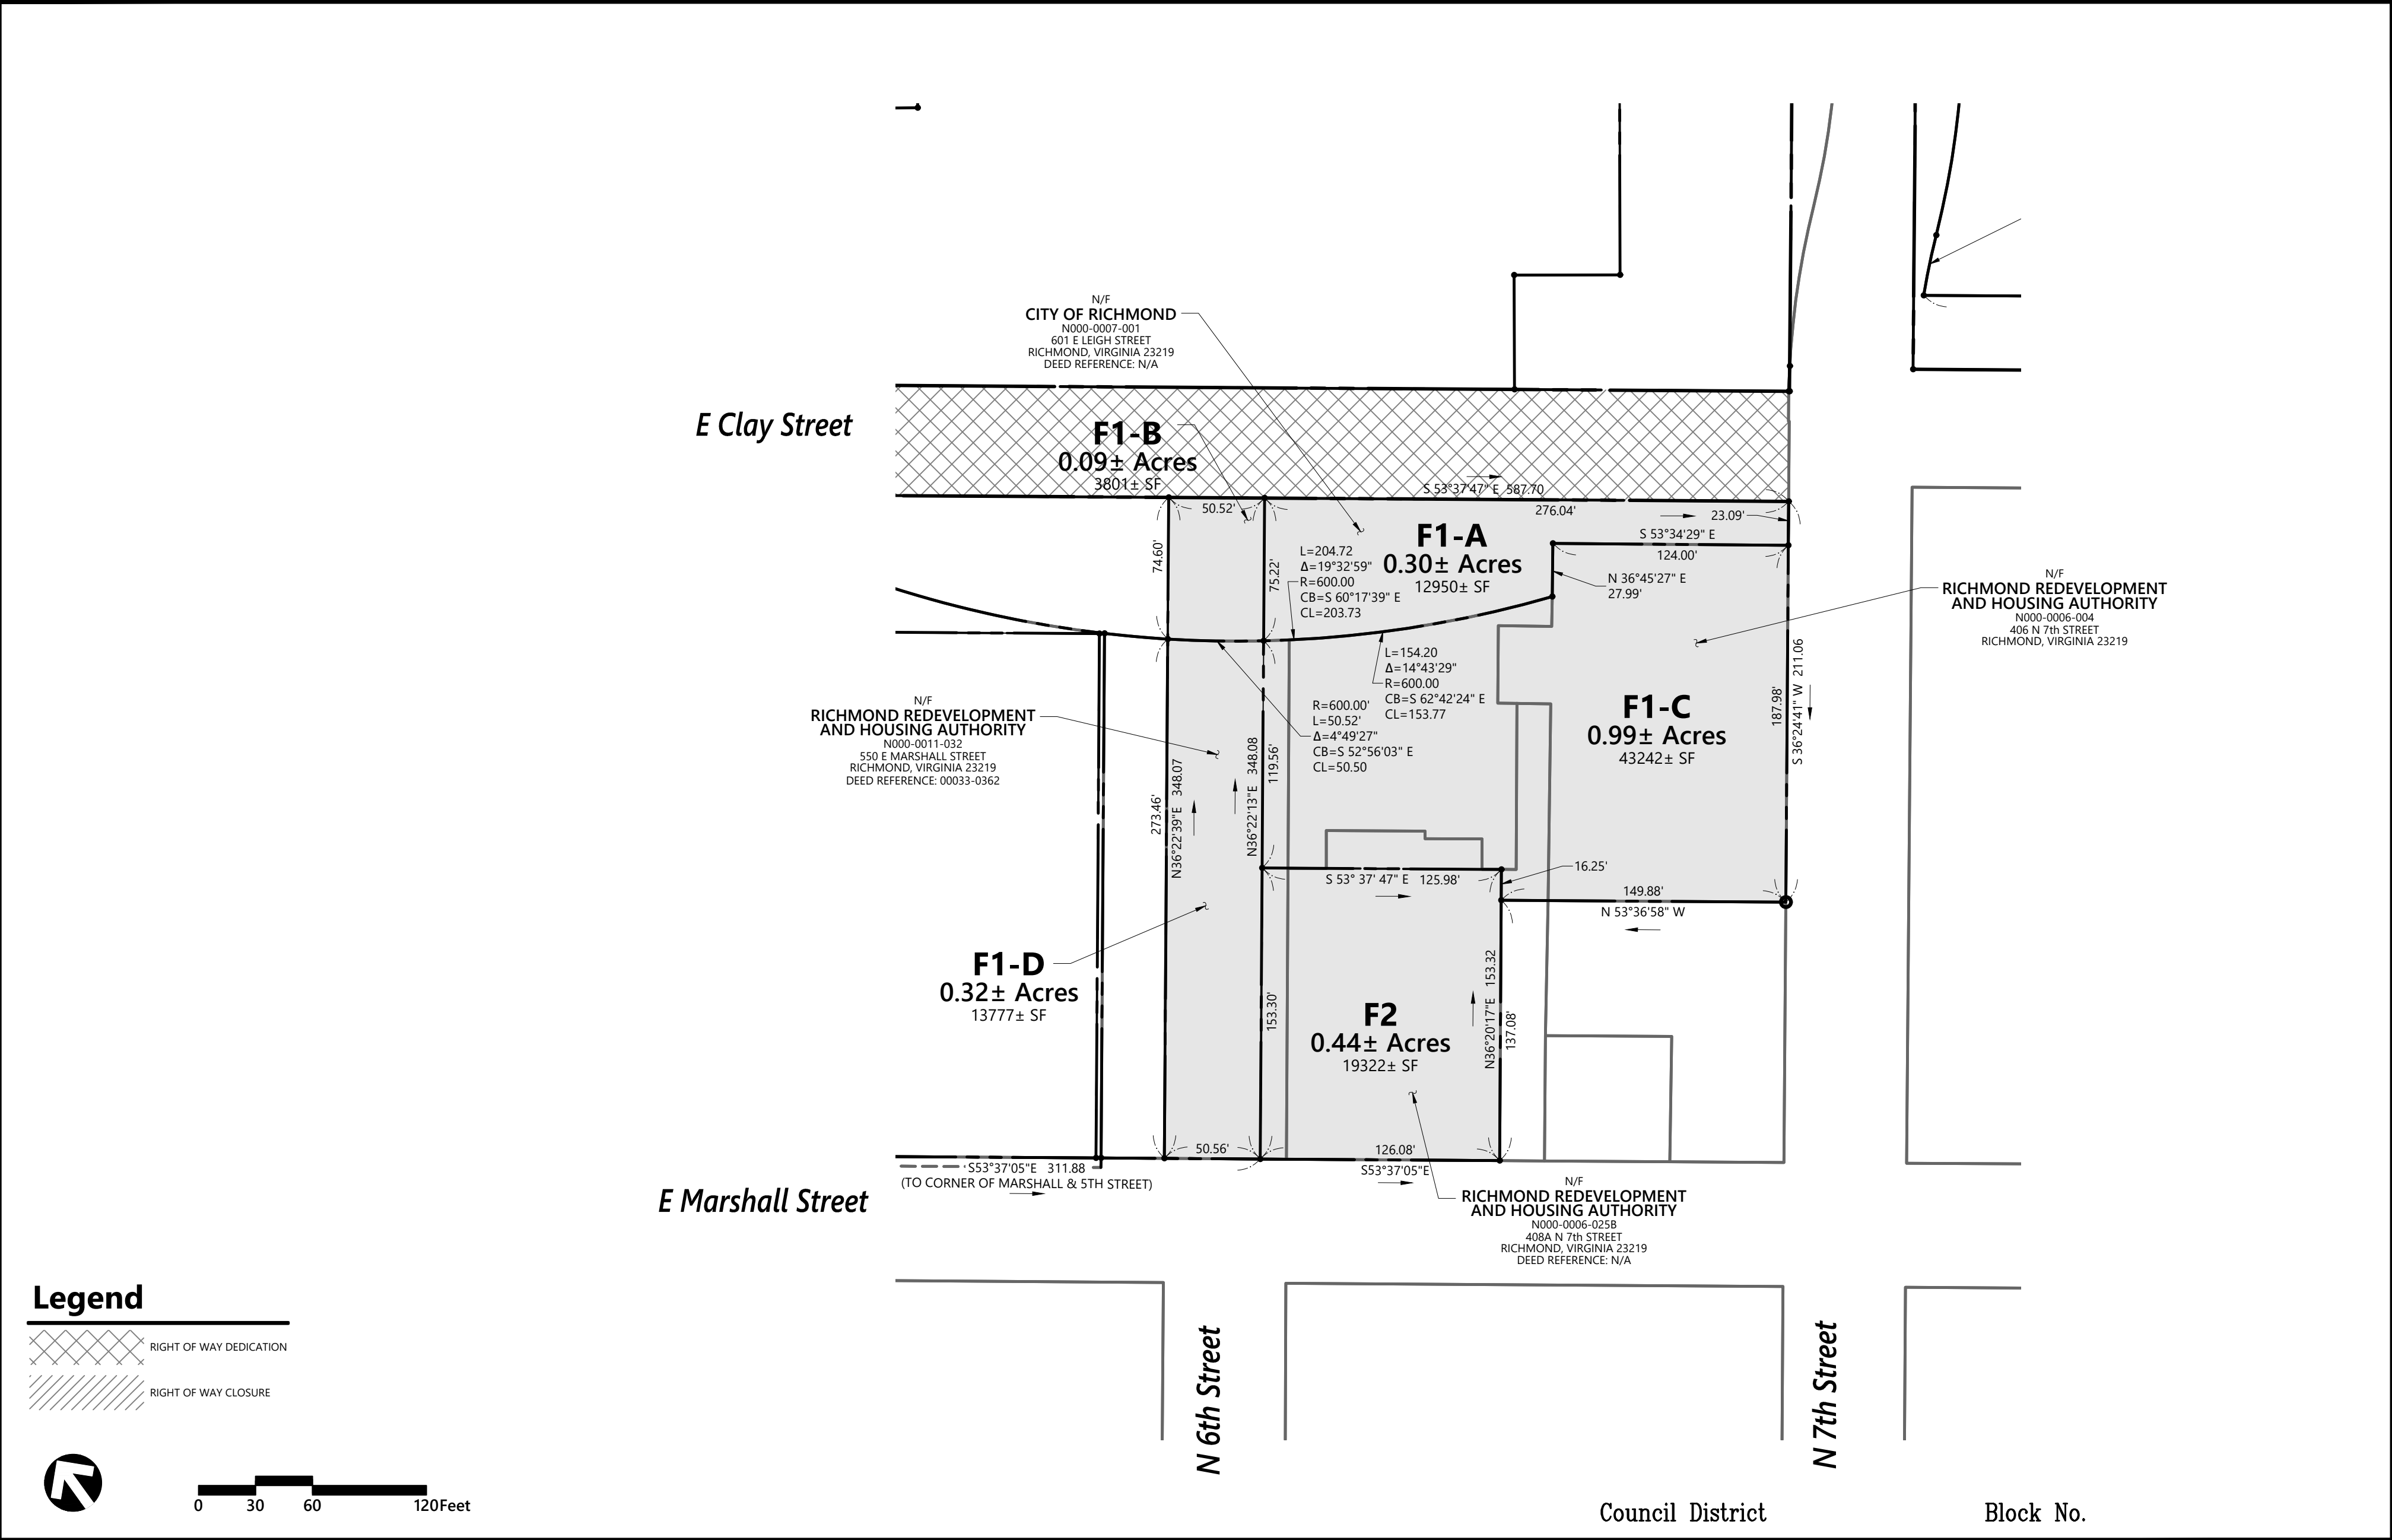 N/F
CITY OF RICHMOND
N000-0007-001
601 E LEIGH STREET
RICHMOND, VIRGINIA 23219
DEED REFERENCE: N/A
E Clay Street
F1-B
0.09± Acres
3801± SF
S 53°37'47" E 587.70
50.52'
276.04'
23.09'
S 53°34'29" E
124.00'
74.60'
75.22'
L=204.72
Δ=19°32'59"
R=600.00
CB=S 60°17'39" E
CL=203.73
F1-A
0.30± Acres
12950± SF
N 36°45'27" E
27.99'
N/F
RICHMOND REDEVELOPMENT
AND HOUSING AUTHORITY
N000-0006-004
406 N 7th STREET
RICHMOND, VIRGINIA 23219
L=154.20
Δ=14°43'29"
R=600.00
CB=S 62°42'24" E
CL=153.77
R=600.00'
L=50.52'
Δ=4°49'27"
CB=S 52°56'03" E
CL=50.50
187.98'
S 36°24'41" W 211.06
F1-C
0.99± Acres
43242± SF
N/F
RICHMOND REDEVELOPMENT
AND HOUSING AUTHORITY
N000-0011-032
550 E MARSHALL STREET
RICHMOND, VIRGINIA 23219
DEED REFERENCE: 00033-0362
273.46'
N36°22'39"E 348.07
N36°22'13"E 348.08
119.56'
S 53° 37' 47" E 125.98'
16.25'
149.88'
N 53°36'58" W
F1-D
0.32± Acres
13777± SF
153.30'
F2
0.44± Acres
19322± SF
N36°20'17"E 153.32
137.08'
50.56'
126.08'
S53°37'05"E 311.88
(TO CORNER OF MARSHALL & 5TH STREET)
S53°37'05"E
E Marshall Street
N/F
RICHMOND REDEVELOPMENT
AND HOUSING AUTHORITY
N000-0006-025B
408A N 7th STREET
RICHMOND, VIRGINIA 23219
DEED REFERENCE: N/A
Legend
RIGHT OF WAY DEDICATION
RIGHT OF WAY CLOSURE
N 6th Street
N 7th Street
0 30 60 120Feet
Council District
Block No.